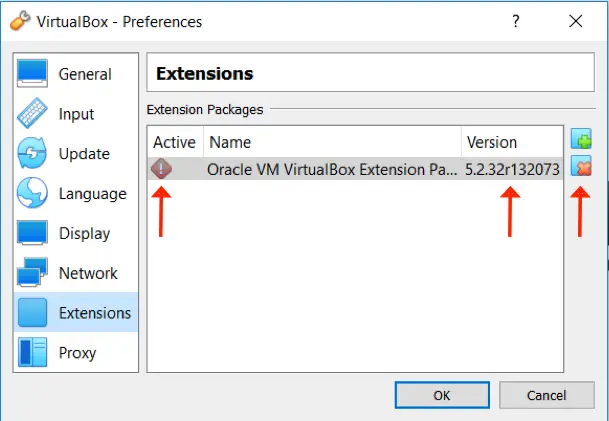 VirtualBox - Preferences
General
Input
Update
Language
Display
Network
Extensions
Proxy
Extensions
Extension Packages
Active Name Version
Oracle VM VirtualBox Extension Pa... 5.2.32r132073
OK Cancel